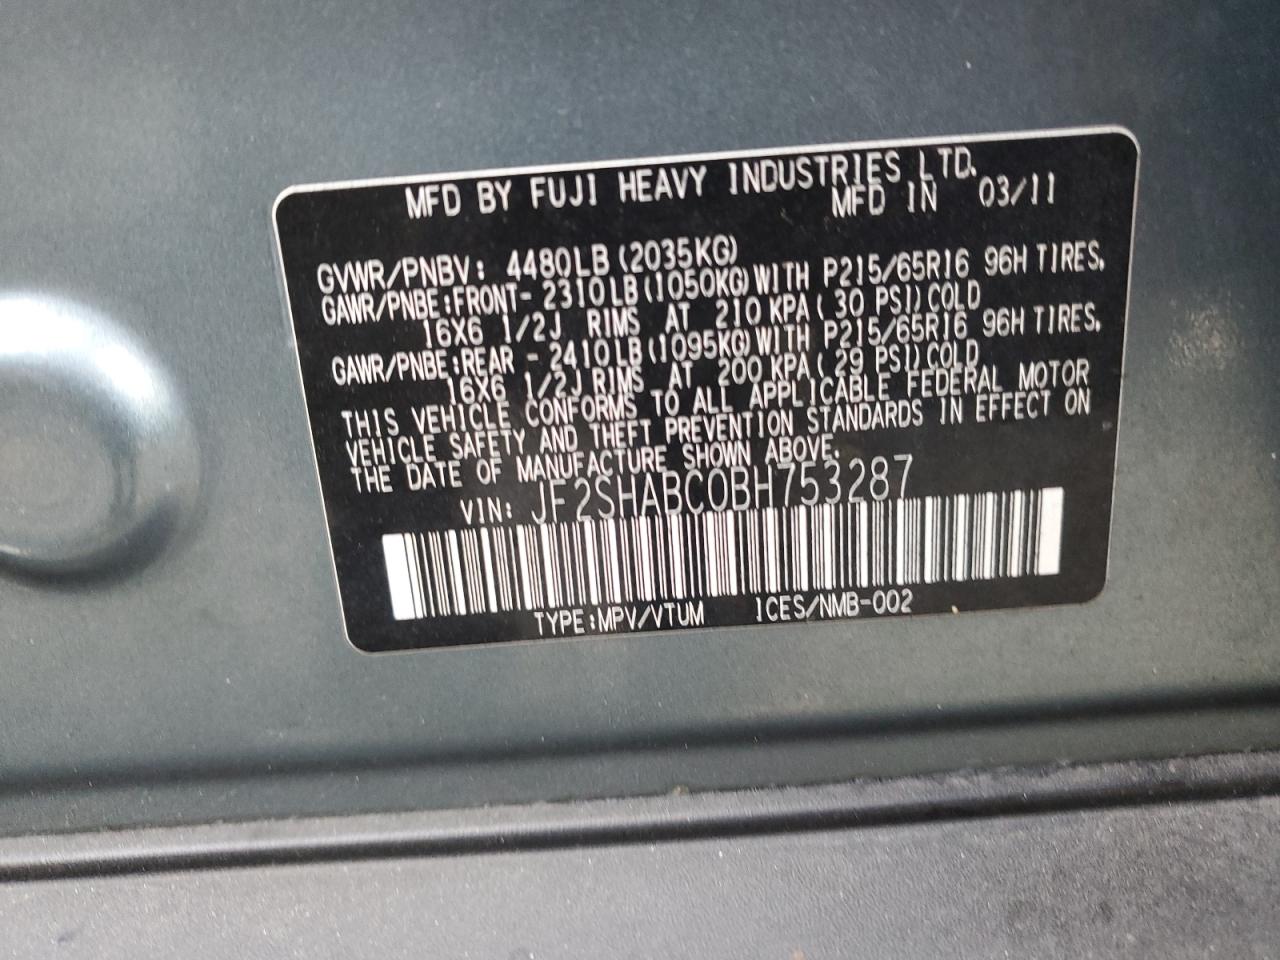 MFD BY FUJI HEAVY INDUSTRIES LTD.
MFD IN 03/11
GVWR/PNBV: 4480LB(2035KG)
GAWR/PNBE:FRONT- 2310LB(1050KG)WITH P215/65R16 96H TIRES,
16X6 1/2J RIMS AT 210 KPA( 30 PSI)COLD
GAWR/PNBE:REAR - 2410LB(1095KG)WITH P215/65R16 96H TIRES,
16X6 1/2J RIMS AT 200 KPA( 29 PSI)COLD
THIS VEHICLE CONFORMS TO ALL APPLICABLE FEDERAL MOTOR
VEHICLE SAFETY AND THEFT PREVENTION STANDARDS IN EFFECT ON
THE DATE OF MANUFACTURE SHOWN ABOVE.
VIN: JF2SHABC0BH753287
TYPE:MPV/VTUM ICES/NMB-002